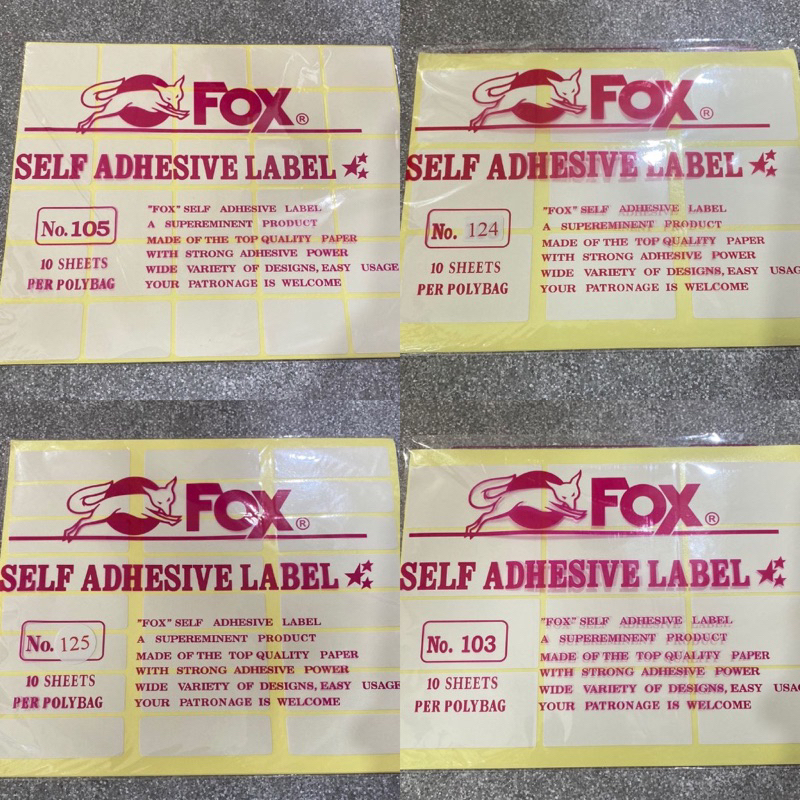 FOX ®
SELF ADHESIVE LABEL
No. 105
10 SHEETS
PER POLYBAG
"FOX" SELF ADHESIVE LABEL
A SUPEREMINENT PRODUCT
MADE OF THE TOP QUALITY PAPER
WITH STRONG ADHESIVE POWER
WIDE VARIETY OF DESIGNS, EASY USAGE
YOUR PATRONAGE IS WELCOME
FOX ®
SELF ADHESIVE LABEL
No. 124
10 SHEETS
PER POLYBAG
"FOX" SELF ADHESIVE LABEL
A SUPEREMINENT PRODUCT
MADE OF THE TOP QUALITY PAPER
WITH STRONG ADHESIVE POWER
WIDE VARIETY OF DESIGNS, EASY USAG
YOUR PATRONAGE IS WELCOME
FOX ®
SELF ADHESIVE LABEL
No. 125
10 SHEETS
PER POLYBAG
"FOX" SELF ADHESIVE LABEL
A SUPEREMINENT PRODUCT
MADE OF THE TOP QUALITY PAPER
WITH STRONG ADHESIVE POWER
WIDE VARIETY OF DESIGNS, EASY USAGE
YOUR PATRONAGE IS WELCOME
FOX ®
SELF ADHESIVE LABEL
No. 103
10 SHEETS
PER POLYBAG
"FOX" SELF ADHESIVE LABEL
A SUPEREMINENT PRODUCT
MADE OF THE TOP QUALITY PAPER
WITH STRONG ADHESIVE POWER
WIDE VARIETY OF DESIGNS, EASY USAG
YOUR PATRONAGE IS WELCOME